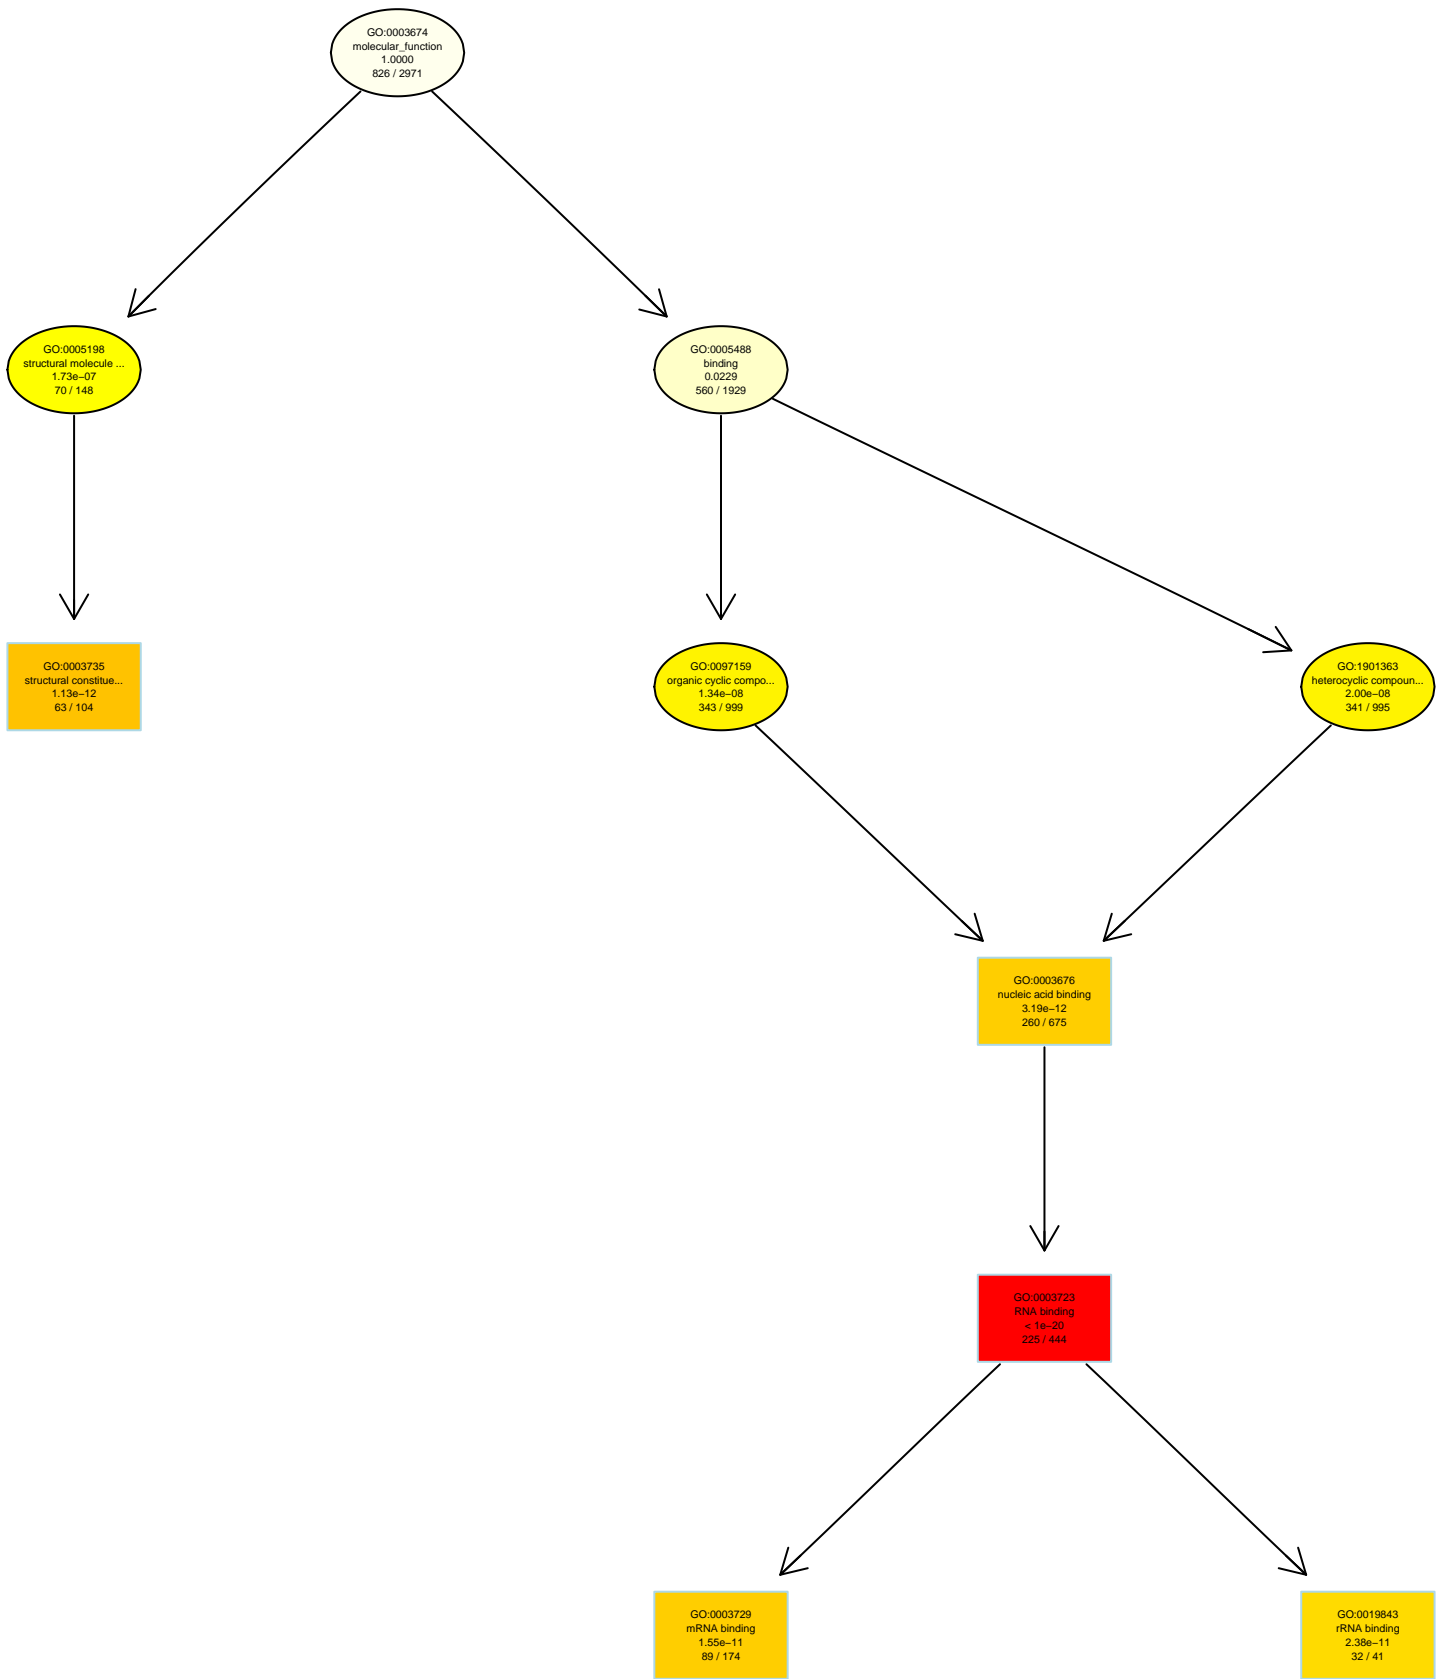 GO:0003674
molecular_function
1.0000
826 / 2971
GO:0005198
structural molecule ...
1.73e−07
70 / 148
GO:0005488
binding
0.0229
560 / 1929
GO:0003735
structural constitue...
1.13e−12
63 / 104
GO:0097159
organic cyclic compo...
1.34e−08
343 / 999
GO:1901363
heterocyclic compoun...
2.00e−08
341 / 995
GO:0003676
nucleic acid binding
3.19e−12
260 / 675
GO:0003723
RNA binding
< 1e−20
225 / 444
GO:0003729
mRNA binding
1.55e−11
89 / 174
GO:0019843
rRNA binding
2.38e−11
32 / 41